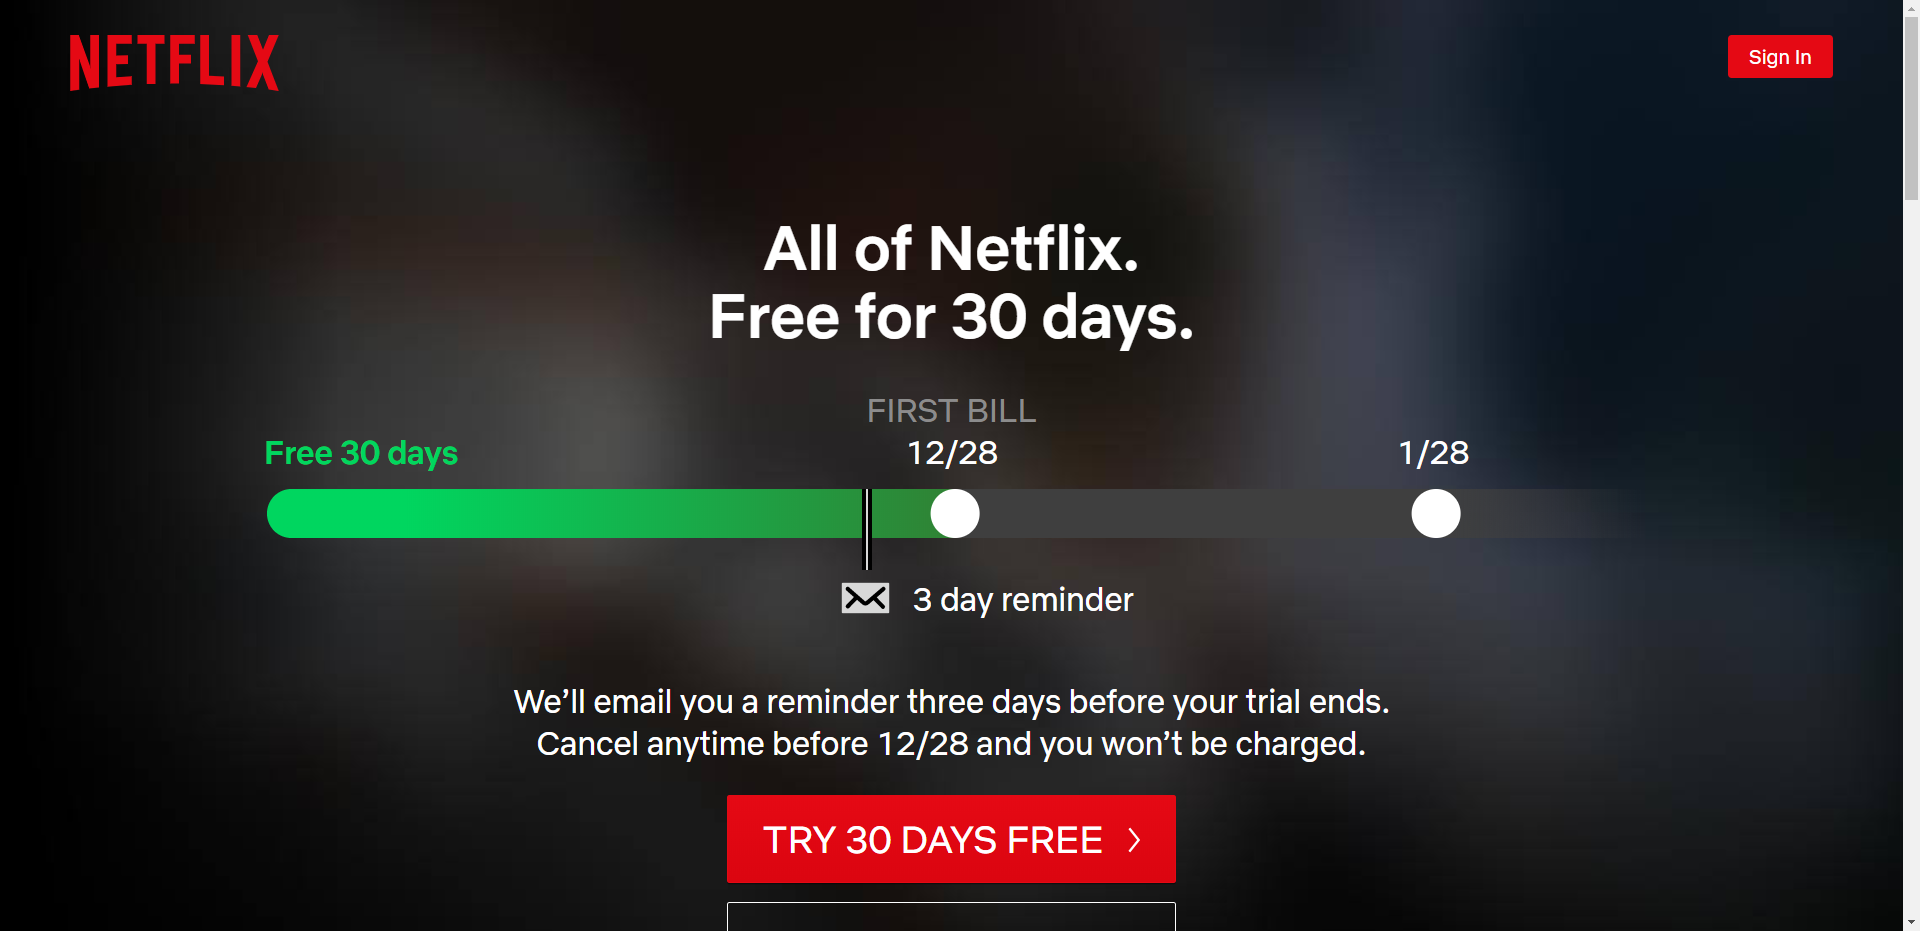 NETFLIX
Sign In
All of Netflix.
Free for 30 days.
FIRST BILL
Free 30 days
12/28
1/28
3 day reminder
We’ll email you a reminder three days before your trial ends.
Cancel anytime before 12/28 and you won’t be charged.
TRY 30 DAYS FREE